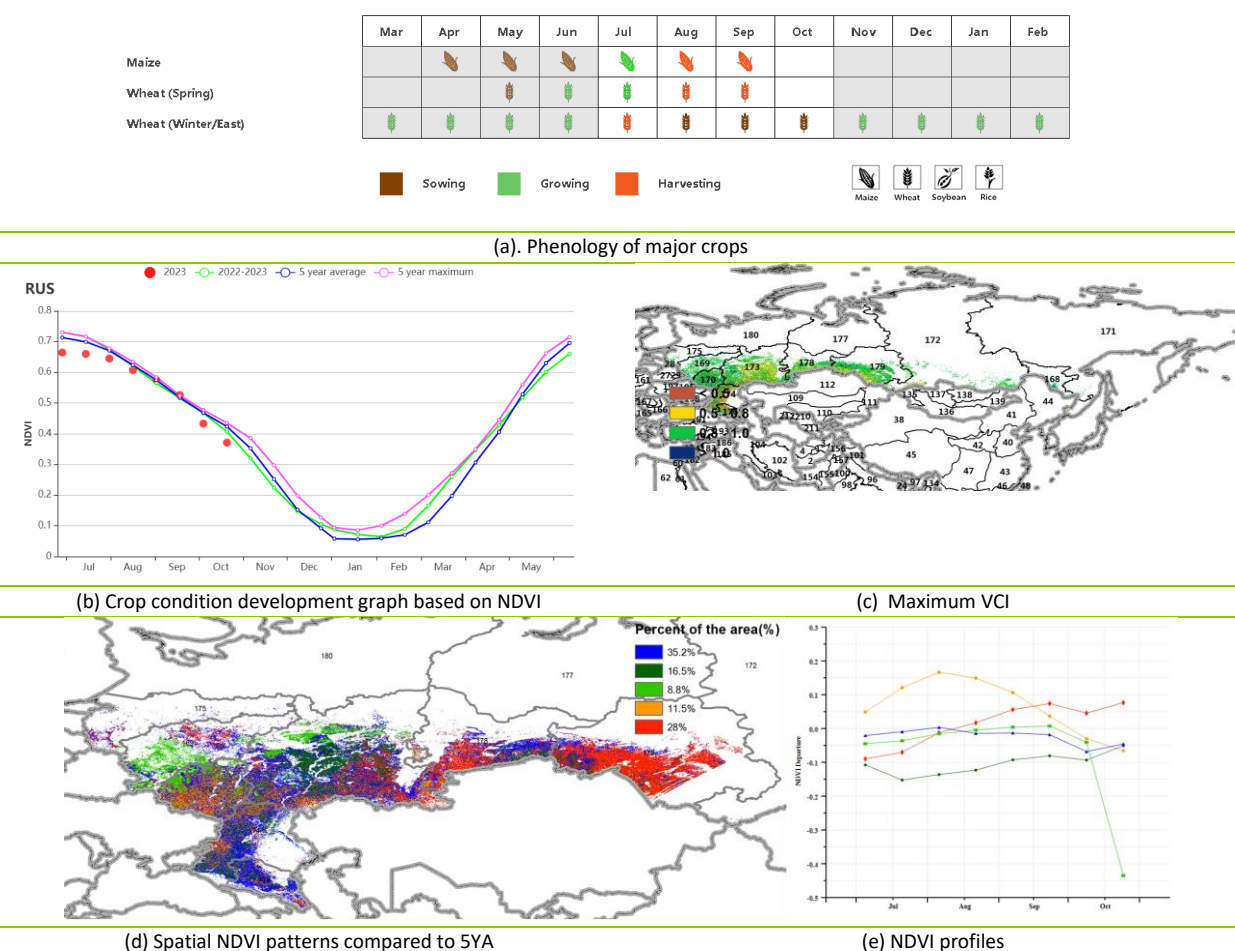 Mar Apr May Jun Jul Aug Sep Oct Nov Dec Jan Feb
Maize
Wheat (Spring)
Wheat (Winter/East)
Sowing Growing Harvesting
Maize Wheat Soybean Rice
(a). Phenology of major crops
2023 2022-2023 5 year average 5 year maximum
RUS
NDVI
0.8
0.7
0.6
0.5
0.4
0.3
0.2
0.1
0
Jul Aug Sep Oct Nov Dec Jan Feb Mar Apr May
180 177 172 171
175 169 173 178 179 168
170 112 44
109 110 111 137 138 139
136 38 41
42 40
45 47 43
102 104
62
(b) Crop condition development graph based on NDVI
(c) Maximum VCI
Percent of the area(%)
35.2%
16.5%
8.8%
11.5%
28%
180
177
172
175
NDVI Departure
0.3
0.2
0.1
0.0
-0.1
-0.2
-0.3
-0.4
-0.5
Jul Aug Sep Oct
(d) Spatial NDVI patterns compared to 5YA
(e) NDVI profiles